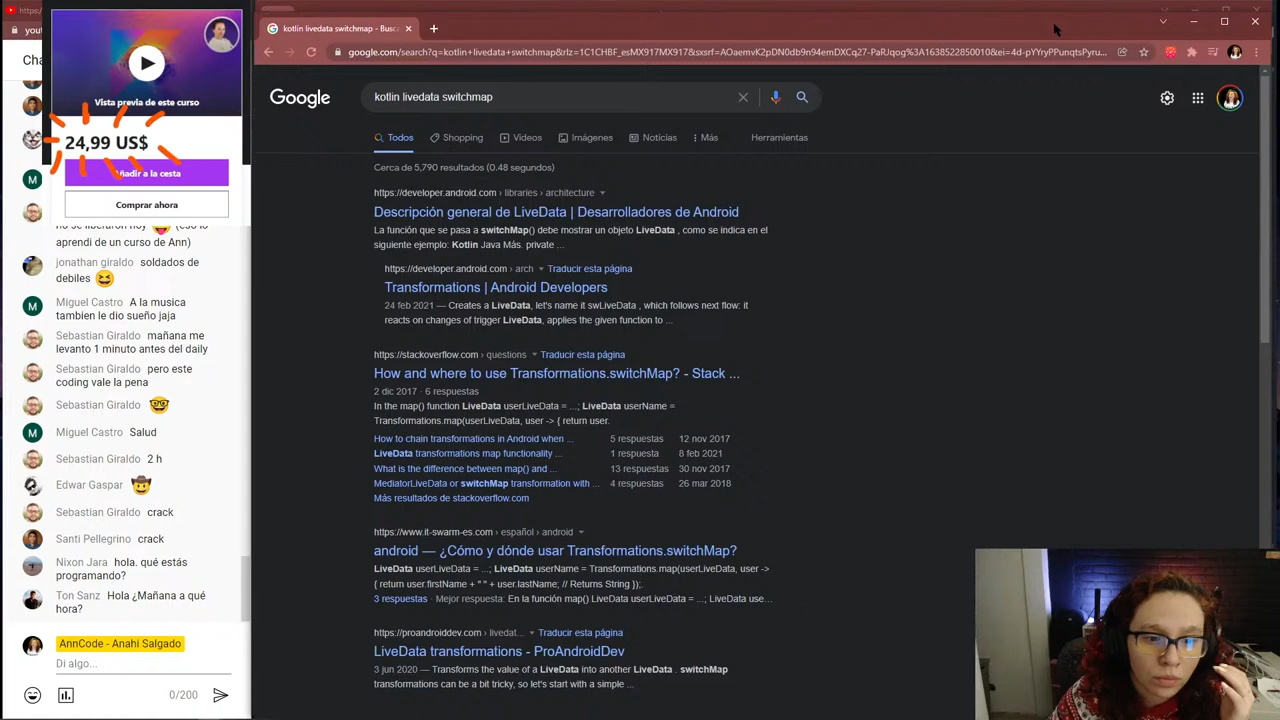 https:/
youtu
Cha
Vista previa de este curso
24,99 US$
Añadir a la cesta
Comprar ahora
no se liberaron hoy 😜 (eso lo
aprendi de un curso de Ann)
jonathan giraldo soldados de
debiles 😆
Miguel Castro A la musica
tambien le dio sueño jaja
Sebastian Giraldo mañana me
levanto 1 minuto antes del daily
Sebastian Giraldo pero este
coding vale la pena
Sebastian Giraldo 🤓
M Miguel Castro Salud
Sebastian Giraldo 2 h
Edwar Gaspar 🤠
Sebastian Giraldo crack
Santi Pellegrino crack
Nixon Jara hola. qué estás
programando?
Ton Sanz Hola ¿Mañana a qué
hora?
AnnCode - Anahi Salgado
Di algo...
0/200
kotlin livedata switchmap - Busc
Google
kotlin livedata switchmap
Todos Shopping Videos Imágenes Noticias Más Herramientas
Cerca de 5,790 resultados (0.48 segundos)
https://developer.android.com › libraries › architecture
Descripción general de LiveData | Desarrolladores de Android
La función que se pasa a switchMap() debe mostrar un objeto LiveData , como se indica en el
siguiente ejemplo: Kotlin Java Más. private ...
https://developer.android.com › arch Traducir esta página
Transformations | Android Developers
24 feb 2021 — Creates a LiveData, let's name it swLiveData , which follows next flow: it
reacts on changes of trigger LiveData, applies the given function to ...
https://stackoverflow.com › questions Traducir esta página
How and where to use Transformations.switchMap? - Stack ...
2 dic 2017 · 6 respuestas
In the map() function LiveData userLiveData = ...; LiveData userName =
Transformations.map(userLiveData, user -> { return user.
How to chain transformations in Android when ... 5 respuestas 12 nov 2017
LiveData transformations map functionality ... 1 respuesta 8 feb 2021
What is the difference between map() and ... 13 respuestas 30 nov 2017
MediatorLiveData or switchMap transformation with ... 4 respuestas 26 mar 2018
Más resultados de stackoverflow.com
https://www.it-swarm-es.com › español › android
android — ¿Cómo y dónde usar Transformations.switchMap?
LiveData userLiveData = ...; LiveData userName = Transformations.map(userLiveData, user ->
{ return user.firstName + " " + user.lastName; // Returns String });.
3 respuestas · Mejor respuesta: En la función map() LiveData userLiveData = ...; LiveData use...
https://proandroiddev.com › livedat... Traducir esta página
LiveData transformations - ProAndroidDev
3 jun 2020 — Transforms the value of a LiveData into another LiveData . switchMap
transformations can be a bit tricky, so let's start with a simple ...